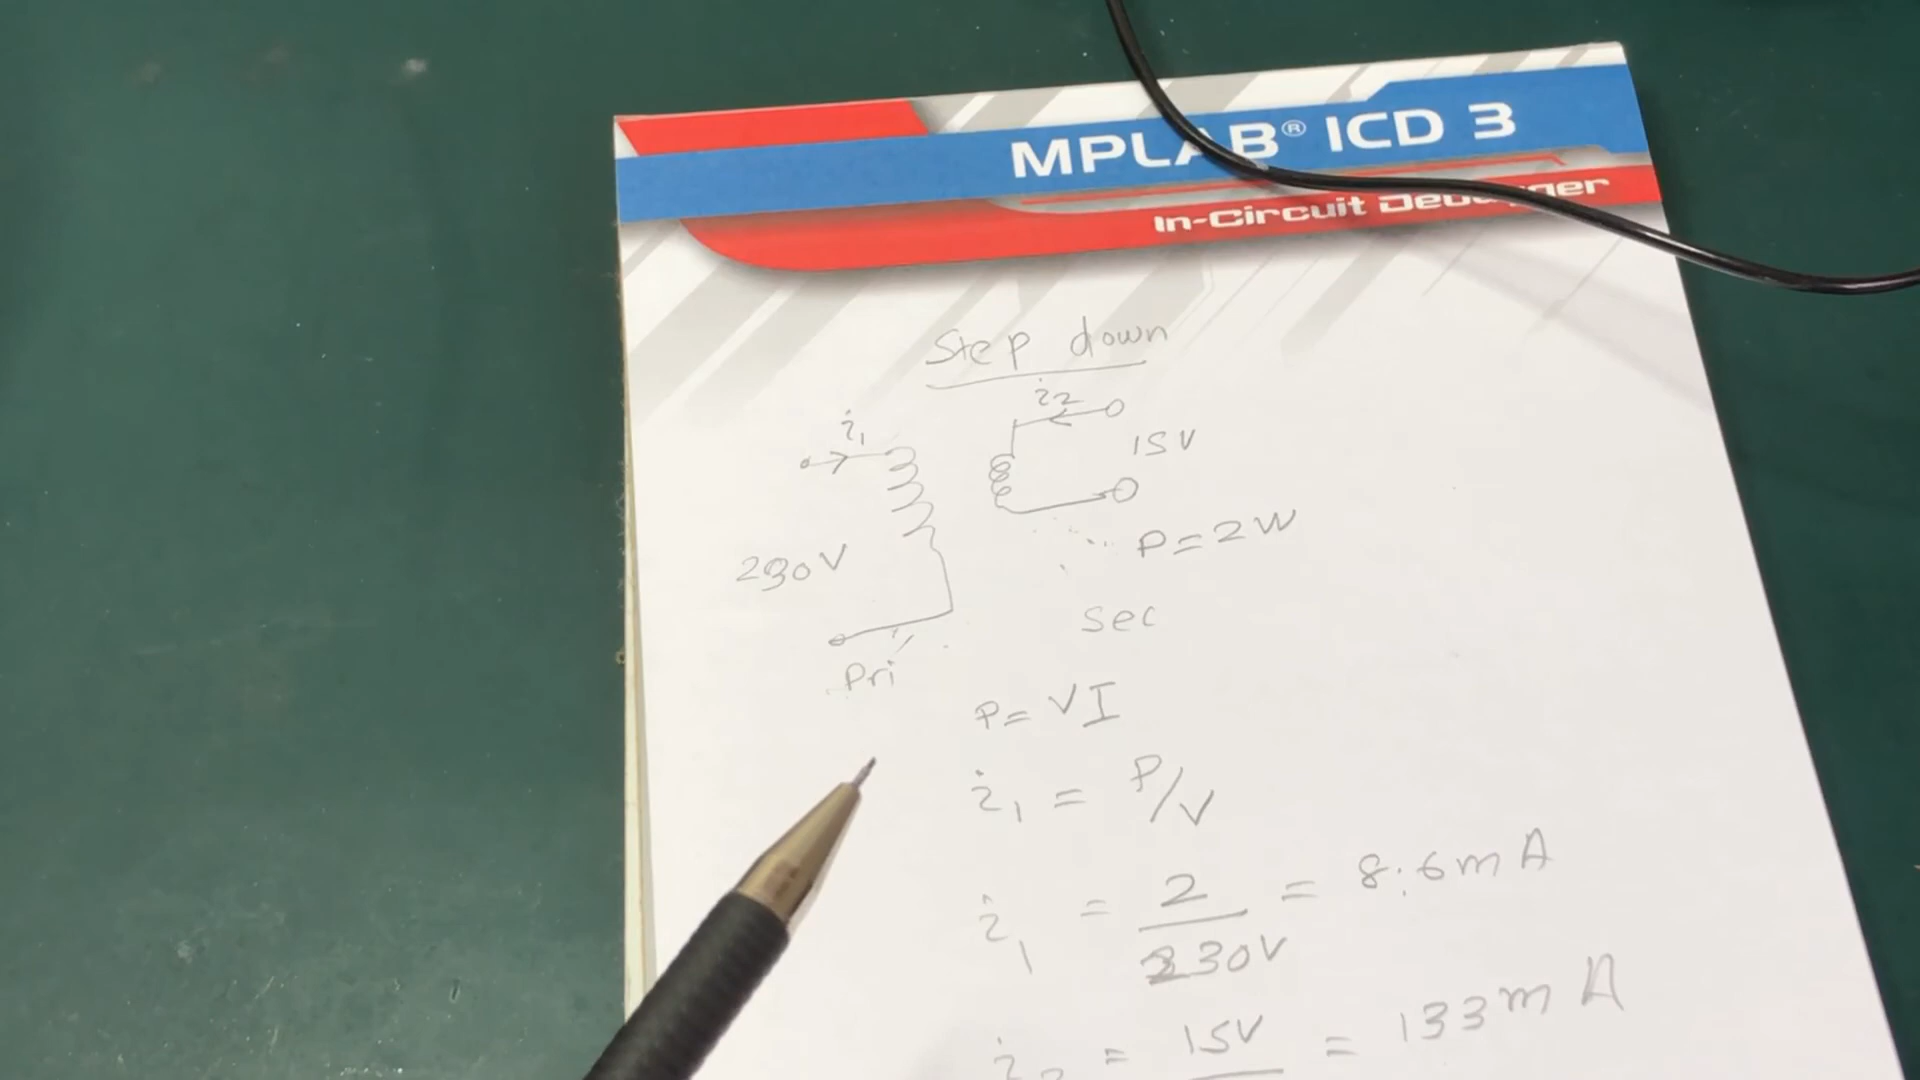 MPLAB® ICD 3
In-Circuit
Step down
i1
i2
15V
230V
P=2W
Sec
Pri
P= VI
i1 = P/V
i1 = 2/230V = 8.6mA
i2 = 15V = 133mA